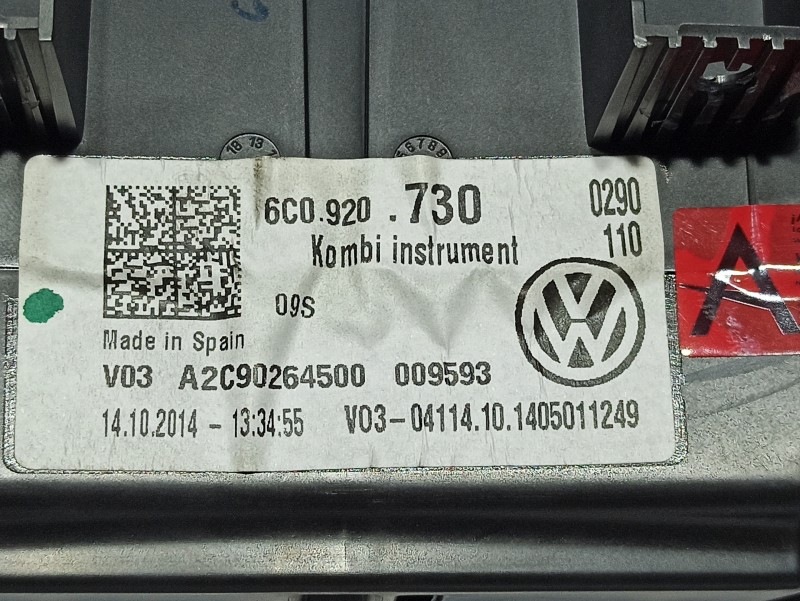 6C0.920 .730 0290
Kombi instrument 110
09S
Made in Spain
V03 A2C90264500 009593
14.10.2014 - 13:34:55 V03-04114.10.1405011249